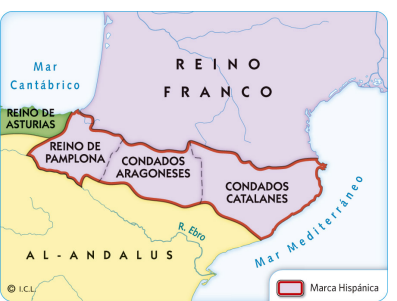 Mar
Cantábrico
REINO
FRANCO
REINO DE
ASTURIAS
REINO DE
PAMPLONA
CONDADOS
ARAGONESES
CONDADOS
CATALANES
R. Ebro
Mar Mediterráneo
AL-ANDALUS
© I.C.L.
Marca Hispánica